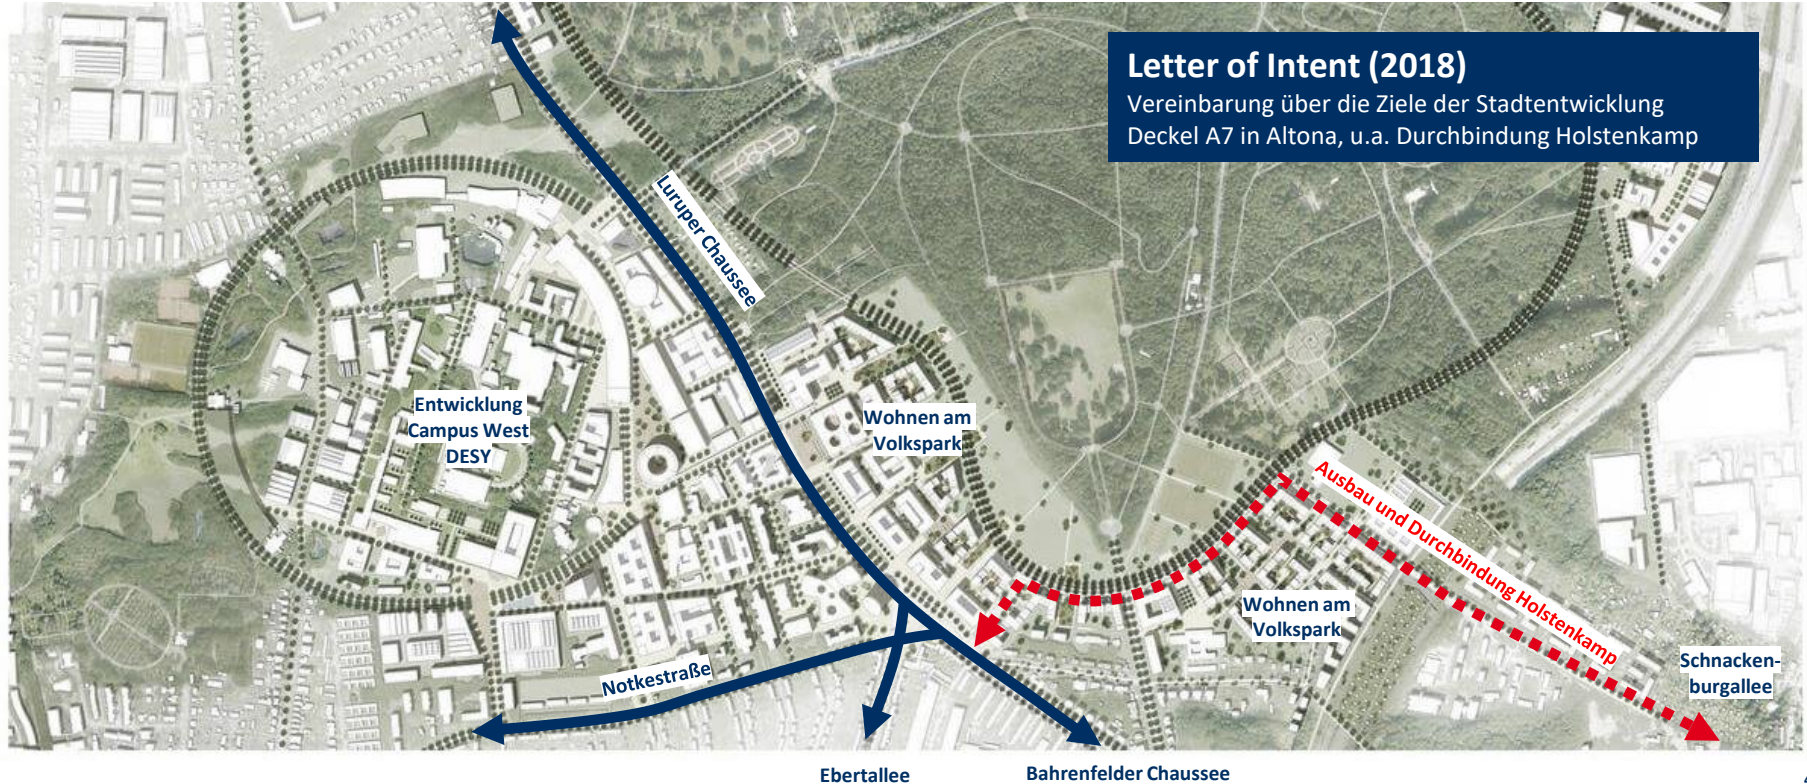 Letter of Intent (2018)
Vereinbarung über die Ziele der Stadtentwicklung
Deckel A7 in Altona, u.a. Durchbindung Holstenkamp
Luruper Chaussee
Entwicklung
Campus West
DESY
Wohnen am
Volkspark
Ausbau und Durchbindung Holstenkamp
Wohnen am
Volkspark
Schnacken-
burgallee
Notkestraße
Ebertallee
Bahrenfelder Chaussee